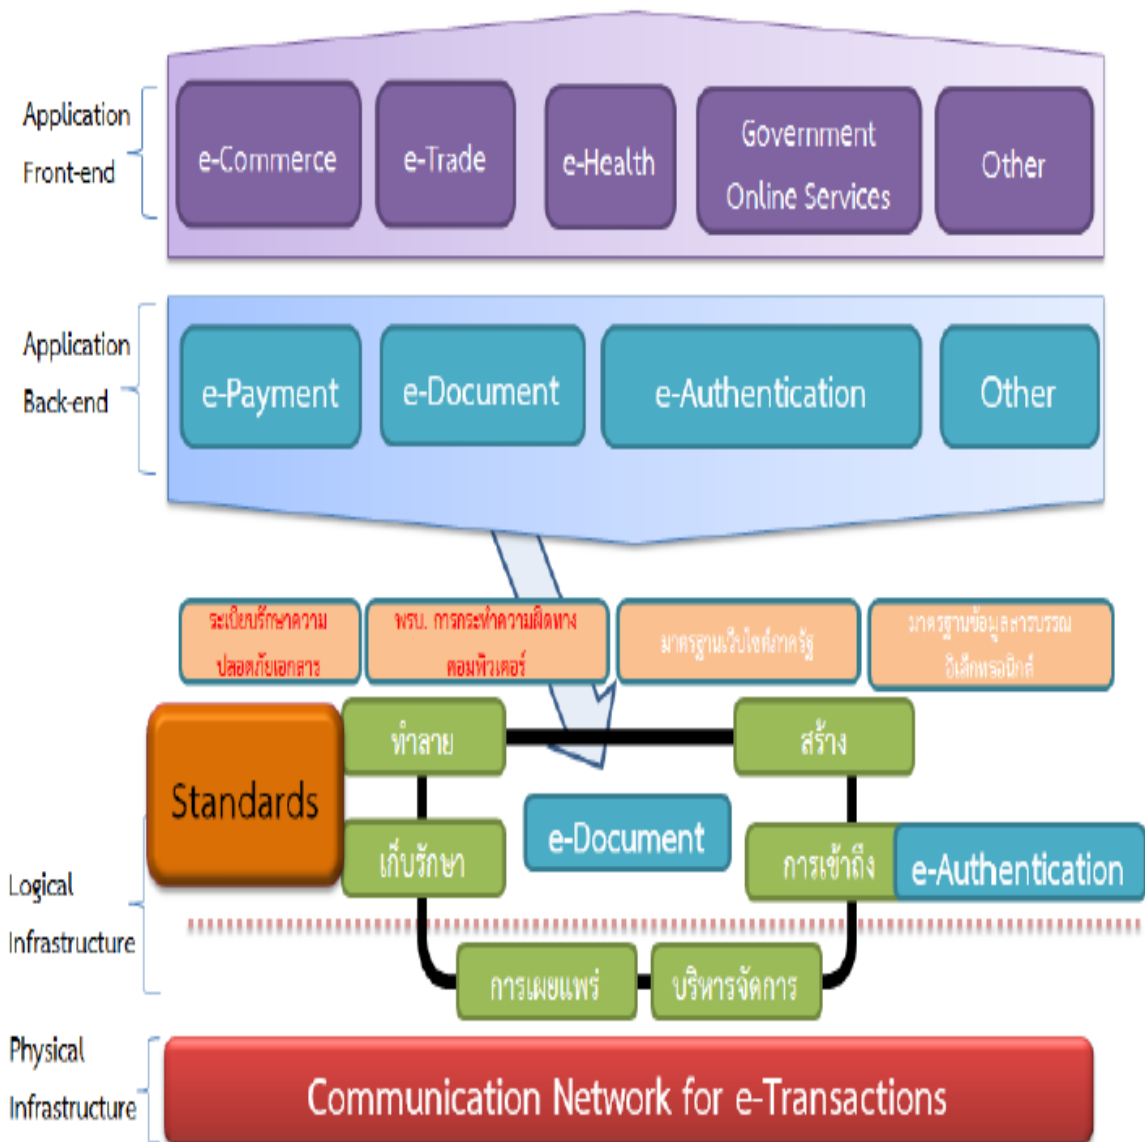 Application
Front-end
e-Commerce
e-Trade
e-Health
Government
Online Services
Other
Application
Back-end
e-Payment
e-Document
e-Authentication
Other
ระเบียบรักษาความ
ปลอดภัยเอกสาร
พรบ. การกระทำความผิดทาง
คอมพิวเตอร์
มาตรฐานเว็บไซต์ภาครัฐ
มาตรฐานข้อมูลสารบรรณ
อิเล็กทรอนิกส์
Standards
ทำลาย
สร้าง
เก็บรักษา
e-Document
การเข้าถึง
e-Authentication
Logical
Infrastructure
การเผยแพร่
บริหารจัดการ
Physical
Infrastructure
Communication Network for e-Transactions